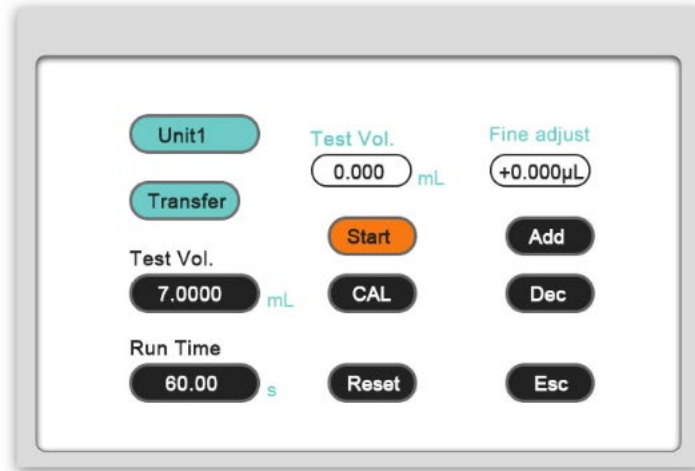 Unit1
Test Vol.
Fine adjust
0.000 mL
+0.000µL
Transfer
Start
Add
Test Vol.
7.0000 mL
CAL
Dec
Run Time
60.00 s
Reset
Esc